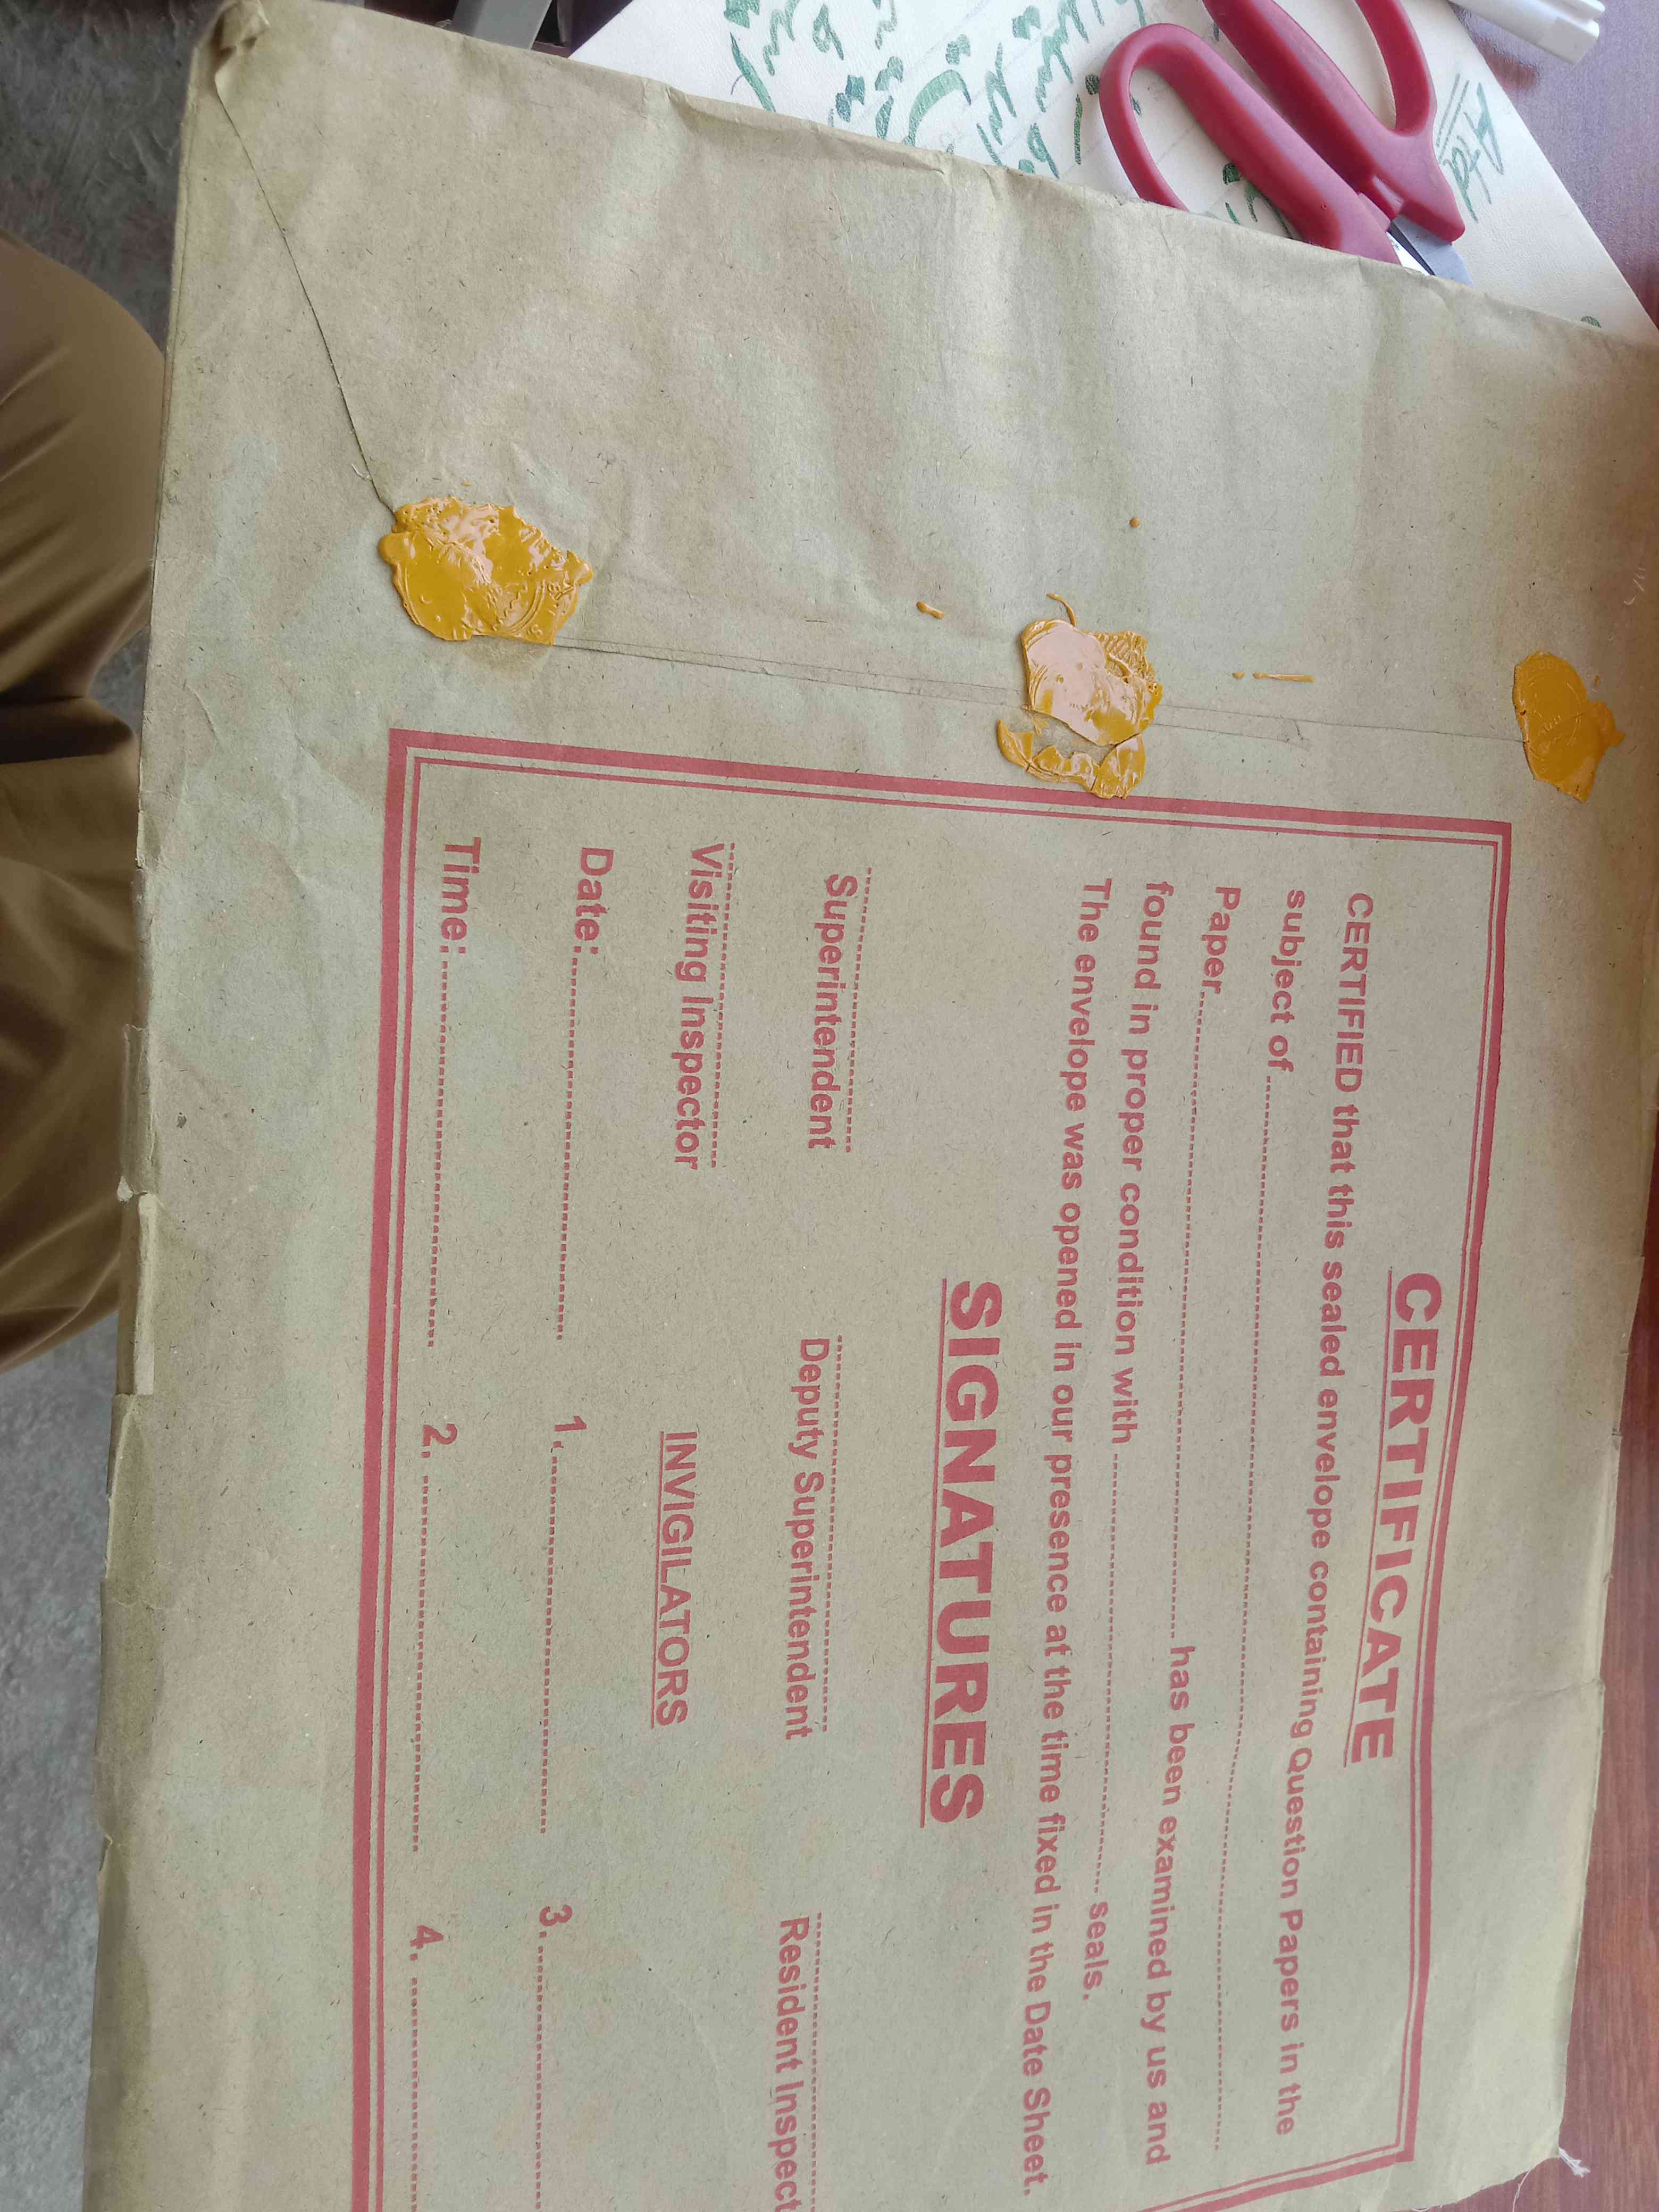 CERTIFICATE
CERTIFIED that this sealed envelope containing Question Papers in the
subject of
Paper has been examined by us and
found in proper condition with seals.
The envelope was opened in our presence at the time fixed in the Date Sheet.
SIGNATURES
Superintendent Deputy Superintendent Resident Inspect
Visiting Inspector INVIGILATORS
Date: 1. 3.
Time: 2. 4.